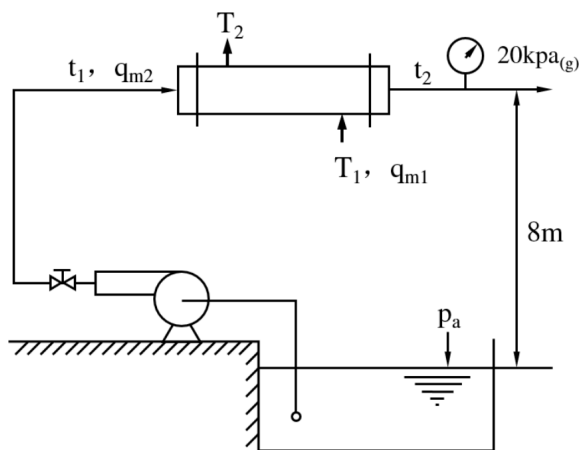 T₂
t₁， qₘ₂
t₂
20kpa₍g₎
T₁， qₘ₁
8m
pₐ